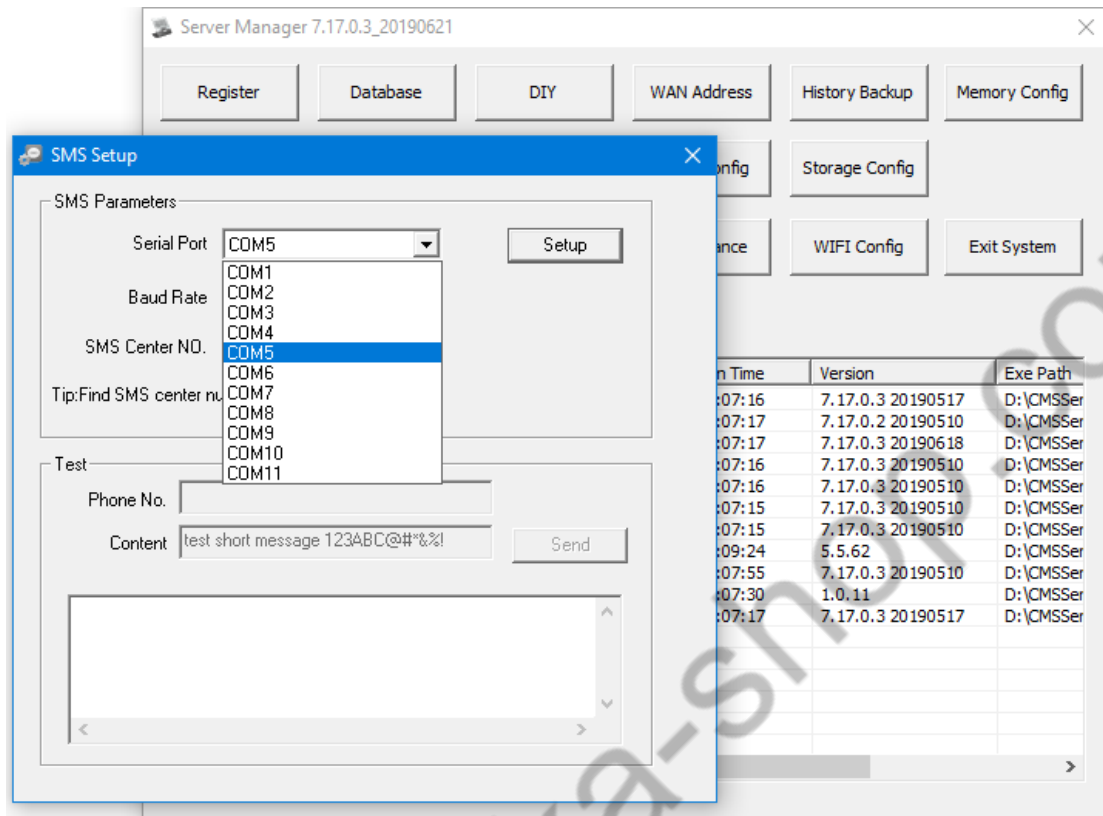 Server Manager 7.17.0.3_20190621
Register
Database
DIY
WAN Address
History Backup
Memory Config
Storage Config
WIFI Config
Exit System
SMS Setup
SMS Parameters
Serial Port
COM5
Setup
COM1
COM2
COM3
COM4
COM5
COM6
COM7
COM8
COM9
COM10
COM11
Baud Rate
SMS Center NO.
Tip:Find SMS center
Test
Phone No.
Content
test short message 123ABC@#*&%!
Send
n Time Version Exe Path
:07:16 7.17.0.3 20190517 D:\CMSSer
:07:17 7.17.0.2 20190510 D:\CMSSer
:07:17 7.17.0.3 20190618 D:\CMSSer
:07:16 7.17.0.3 20190510 D:\CMSSer
:07:16 7.17.0.3 20190510 D:\CMSSer
:07:15 7.17.0.3 20190510 D:\CMSSer
:07:15 7.17.0.3 20190510 D:\CMSSer
:09:24 5.5.62 D:\CMSSer
:07:55 7.17.0.3 20190510 D:\CMSSer
:07:30 1.0.11 D:\CMSSer
:07:17 7.17.0.3 20190517 D:\CMSSer